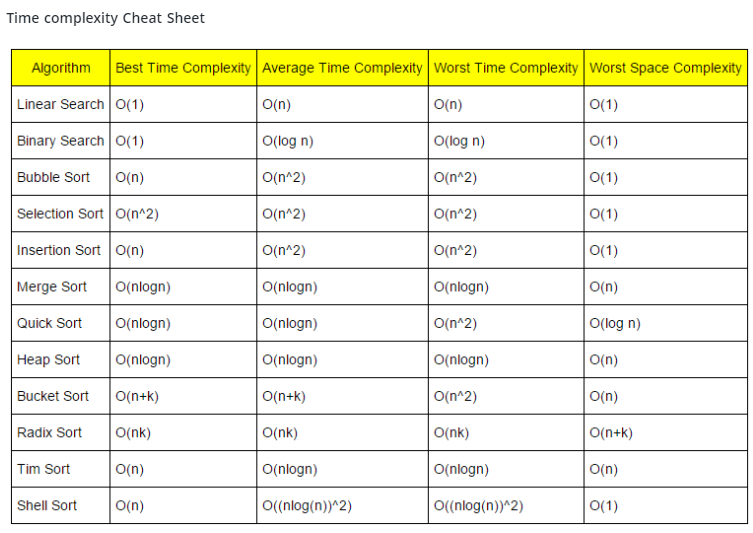 Time complexity Cheat Sheet
Algorithm Best Time Complexity Average Time Complexity Worst Time Complexity Worst Space Complexity
Linear Search O(1) O(n) O(n) O(1)
Binary Search O(1) O(log n) O(log n) O(1)
Bubble Sort O(n) O(n^2) O(n^2) O(1)
Selection Sort O(n^2) O(n^2) O(n^2) O(1)
Insertion Sort O(n) O(n^2) O(n^2) O(1)
Merge Sort O(nlogn) O(nlogn) O(nlogn) O(n)
Quick Sort O(nlogn) O(nlogn) O(n^2) O(log n)
Heap Sort O(nlogn) O(nlogn) O(nlogn) O(n)
Bucket Sort O(n+k) O(n+k) O(n^2) O(n)
Radix Sort O(nk) O(nk) O(nk) O(n+k)
Tim Sort O(n) O(nlogn) O(nlogn) O(n)
Shell Sort O(n) O((nlog(n))^2) O((nlog(n))^2) O(1)